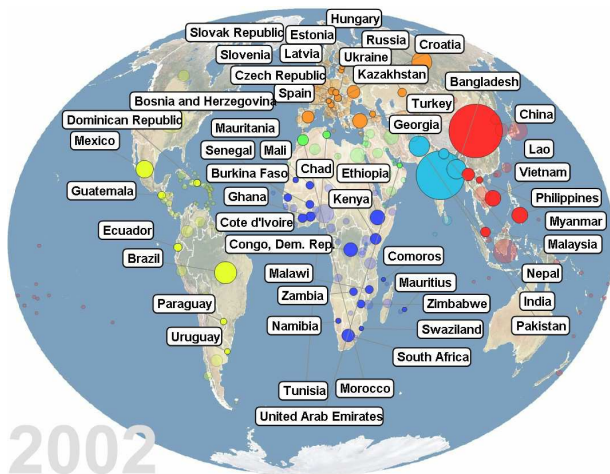 Hungary
Slovak Republic
Estonia
Russia
Croatia
Slovenia
Latvia
Ukraine
Czech Republic
Kazakhstan
Bangladesh
Bosnia and Herzegovina
Spain
Turkey
China
Dominican Republic
Mauritania
Georgia
Mexico
Senegal
Mali
Lao
Burkina Faso
Chad
Ethiopia
Vietnam
Guatemala
Ghana
Kenya
Philippines
Cote d'Ivoire
Myanmar
Ecuador
Congo, Dem. Rep.
Malaysia
Brazil
Comoros
Malawi
Mauritius
Nepal
Zambia
Zimbabwe
India
Paraguay
Namibia
Swaziland
Pakistan
Uruguay
South Africa
Tunisia
Morocco
United Arab Emirates
2002